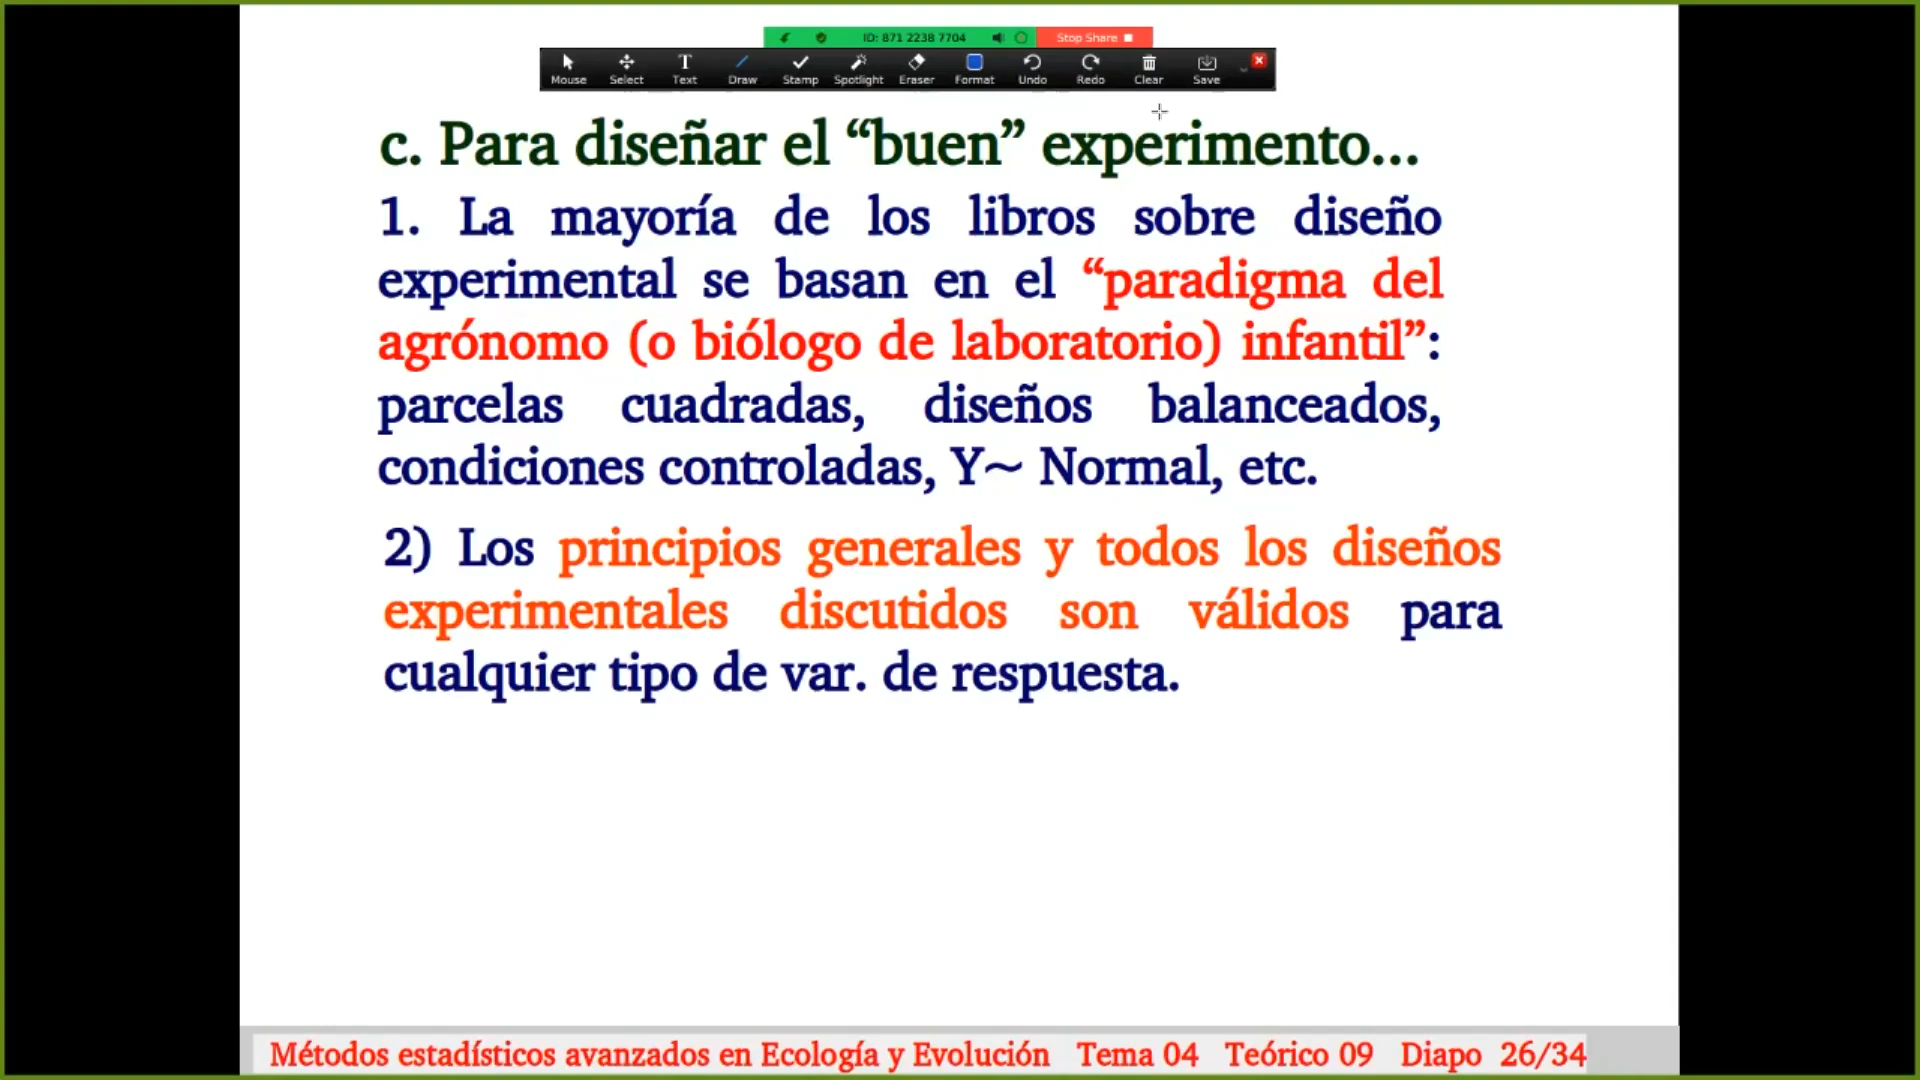 ID: 871 2238 7704 Stop Share
Mouse Select Text Draw Stamp Spotlight Eraser Format Undo Redo Clear Save
c. Para diseñar el “buen” experimento...
1. La mayoría de los libros sobre diseño
experimental se basan en el “paradigma del
agrónomo (o biólogo de laboratorio) infantil”:
parcelas cuadradas, diseños balanceados,
condiciones controladas, Y~ Normal, etc.
2) Los principios generales y todos los diseños
experimentales discutidos son válidos para
cualquier tipo de var. de respuesta.
Métodos estadísticos avanzados en Ecología y Evolución Tema 04 Teórico 09 Diapo 26/34